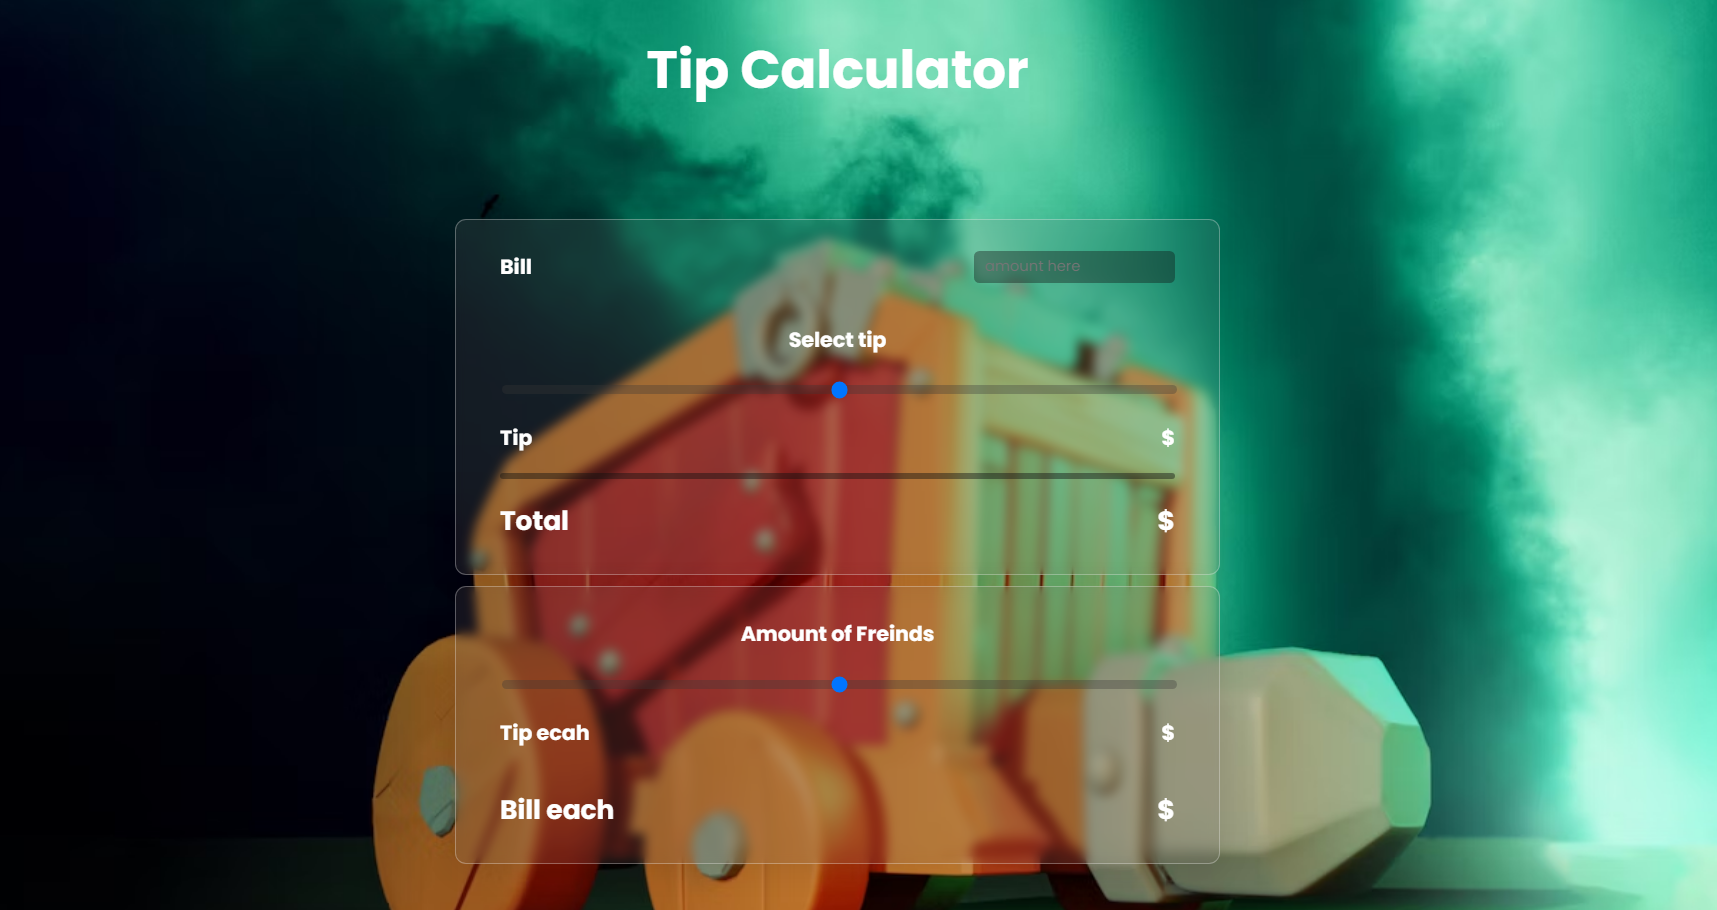 Tip Calculator
Bill
amount here
Select tip
Tip $
Total $
Amount of Freinds
Tip ecah $
Bill each $